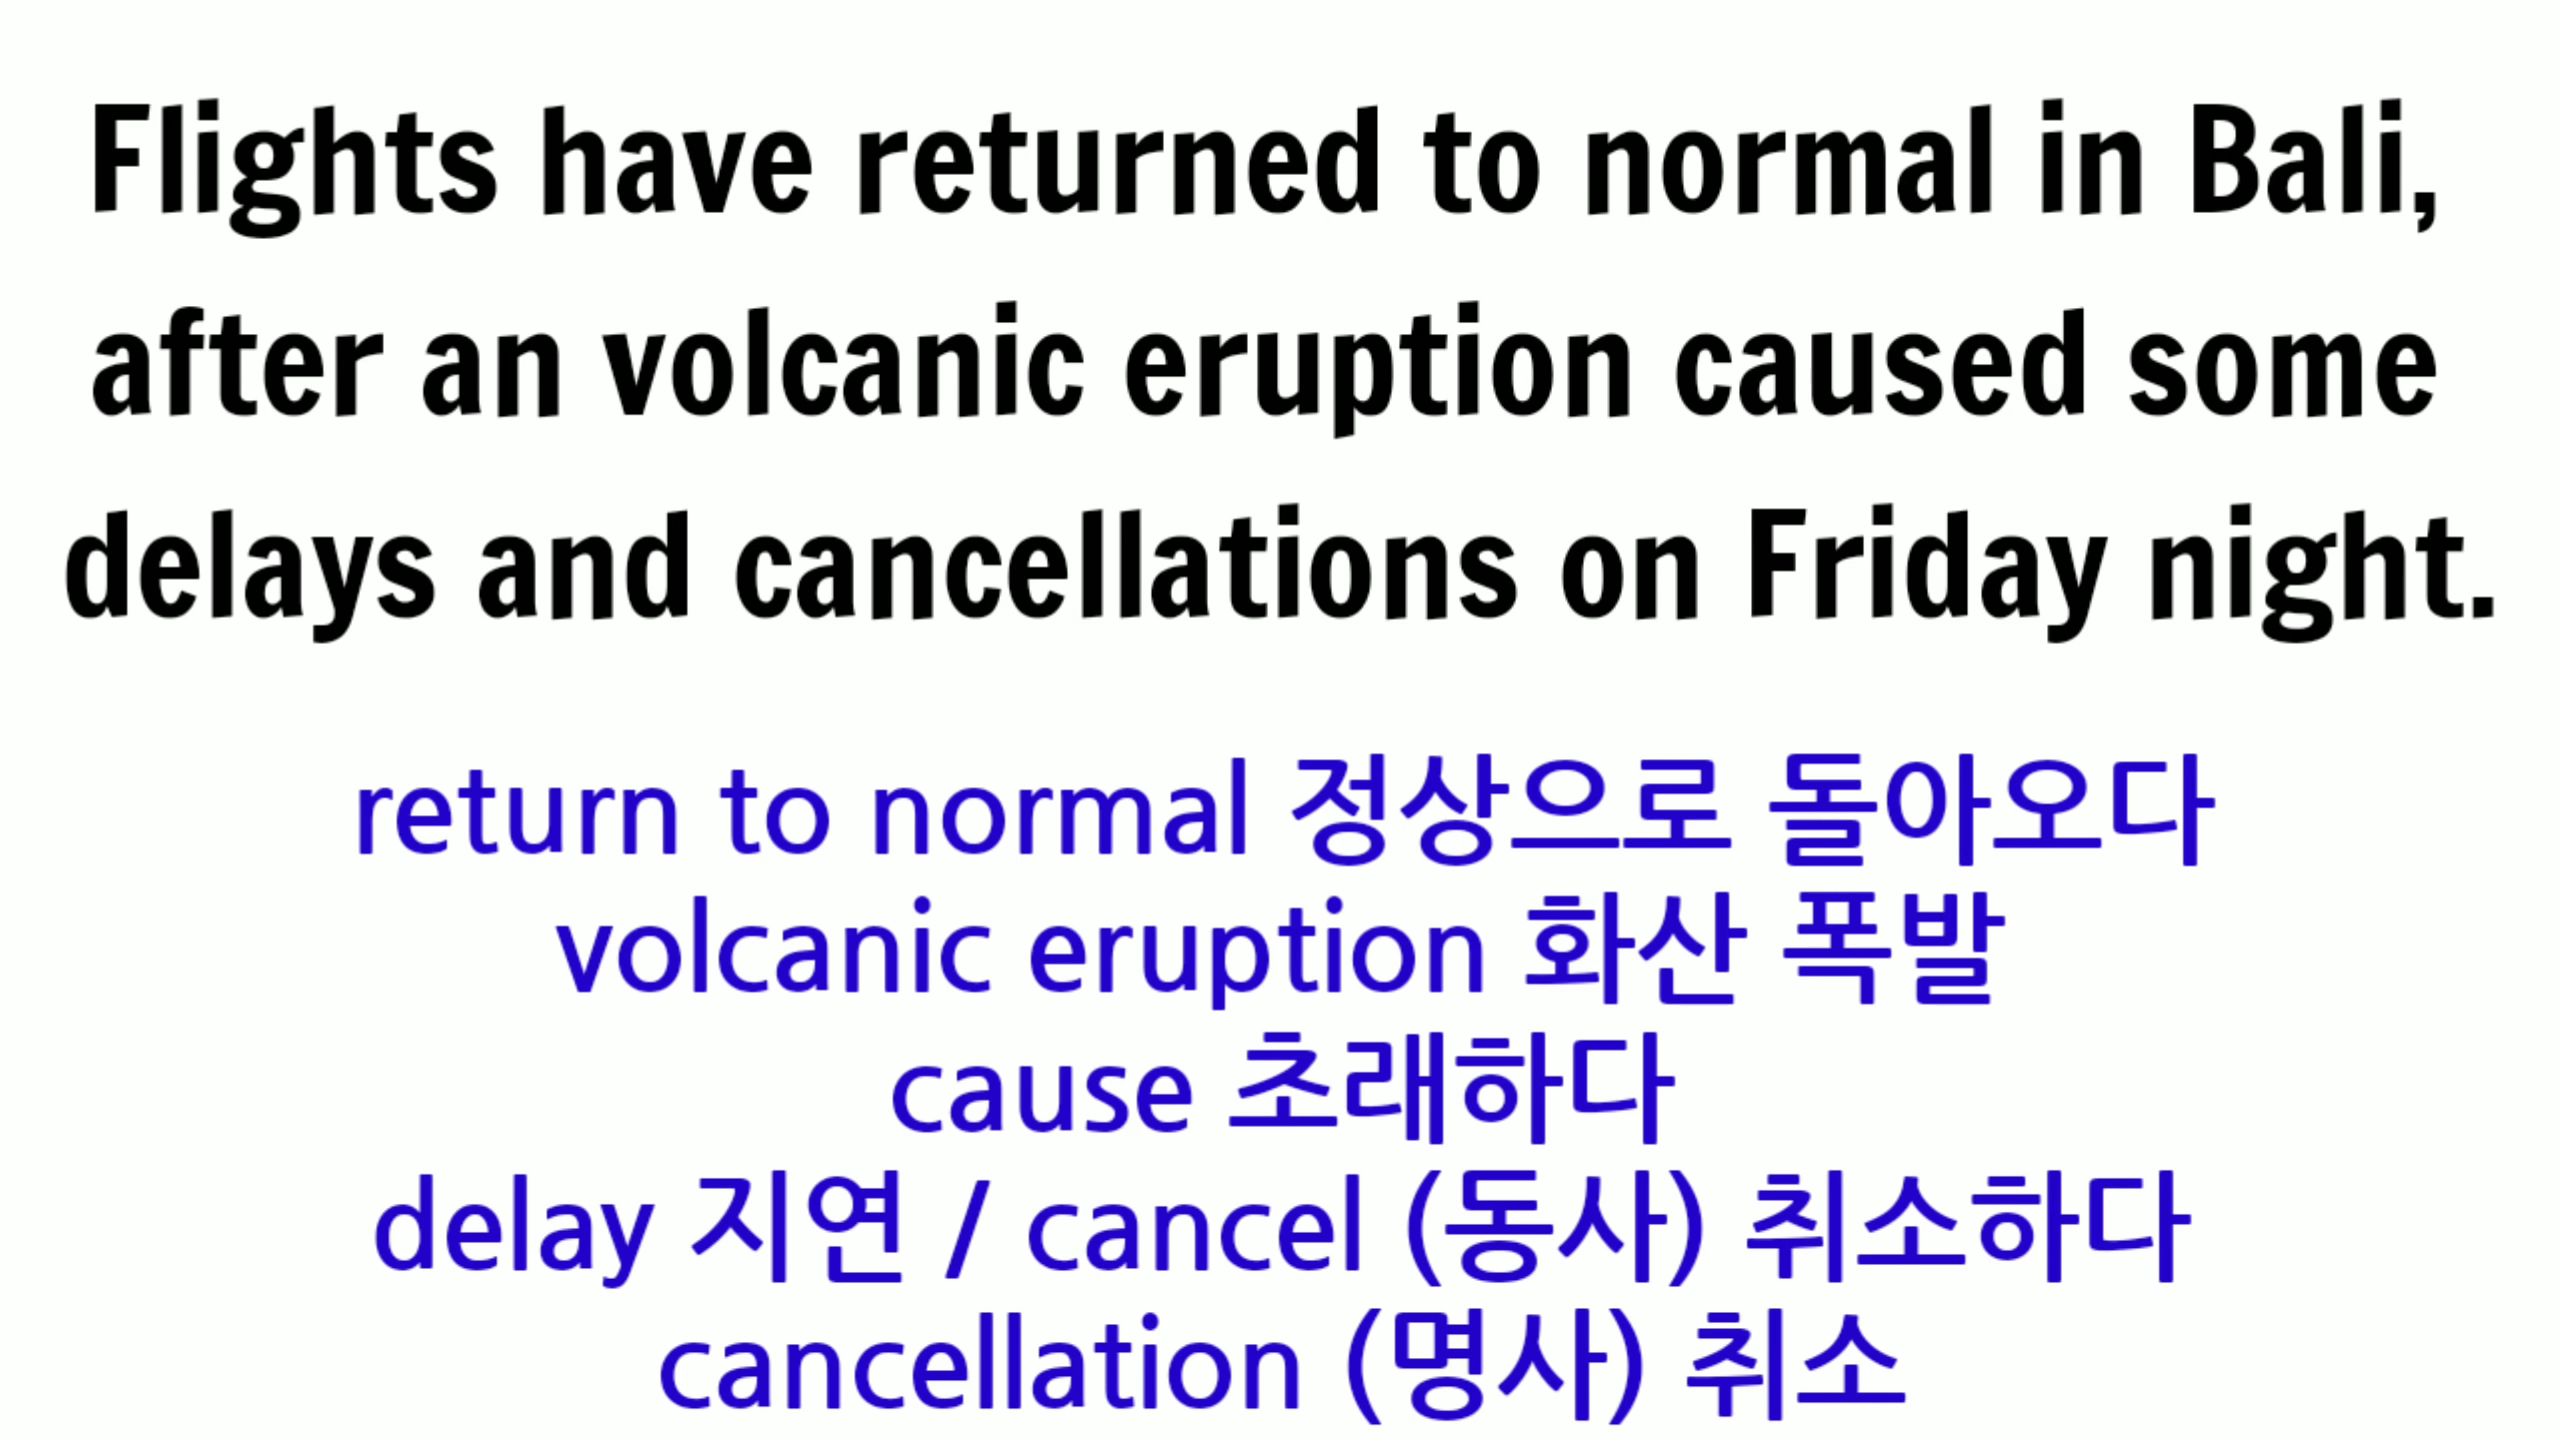 Flights have returned to normal in Bali,
after an volcanic eruption caused some
delays and cancellations on Friday night.
return to normal 정상으로 돌아오다
volcanic eruption 화산 폭발
cause 초래하다
delay 지연 / cancel (동사) 취소하다
cancellation (명사) 취소